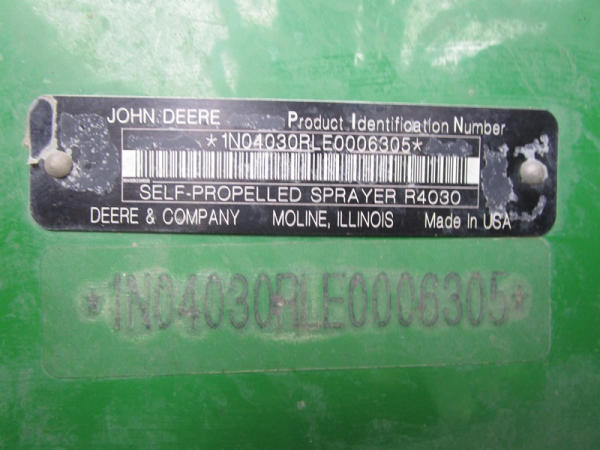 JOHN DEERE Product Identification Number
*1N04030RLE0006305*
SELF-PROPELLED SPRAYER R4030
DEERE & COMPANY MOLINE, ILLINOIS Made in USA
*1N04030RLE0006305*